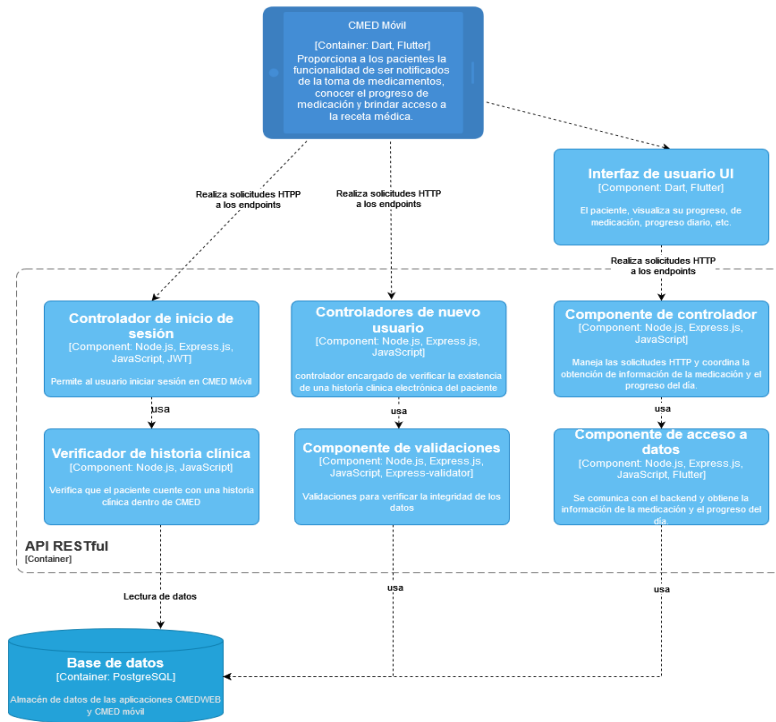 CMED Móvil
[Container: Dart, Flutter]
Proporciona a los pacientes la
funcionalidad de ser notificados
de la toma de medicamentos,
conocer el progreso de
medicación y brindar acceso a
la receta médica.
Realiza solicitudes HTPP
a los endpoints
Realiza solicitudes HTTP
a los endpoints
Interfaz de usuario UI
[Component: Dart, Flutter]
El paciente, visualiza su progreso, de
medicación, progreso diario, etc.
Realiza solicitudes HTTP
a los endpoints
Controlador de inicio de
sesión
[Component: Node.js, Express.js,
JavaScript, JWT]
Permite al usuario iniciar sesión en CMED Móvil
Controladores de nuevo
usuario
[Component: Node.js, Express.js,
JavaScript]
controlador encargado de verificar la existencia
de una historia clínica electrónica del paciente
Componente de controlador
[Component: Node.js, Express.js,
JavaScript]
Maneja las solicitudes HTTP y coordina la
obtención de información de la medicación y el
progreso del día.
usa
usa
usa
Verificador de historia clínica
[Component: Node.js, JavaScript]
Verifica que el paciente cuente con una historia
clínica dentro de CMED
Componente de validaciones
[Component: Node.js, Express.js,
JavaScript, Express-validator]
Validaciones para verificar la integridad de los
datos
Componente de acceso a
datos
[Component: Node.js, Express.js,
JavaScript, Flutter]
Se comunica con el backend y obtiene la
información de la medicación y el progreso del
día.
API RESTful
[Container]
Lectura de datos
usa
usa
Base de datos
[Container: PostgreSQL]
Almacén de datos de las aplicaciones CMEDWEB
y CMED móvil